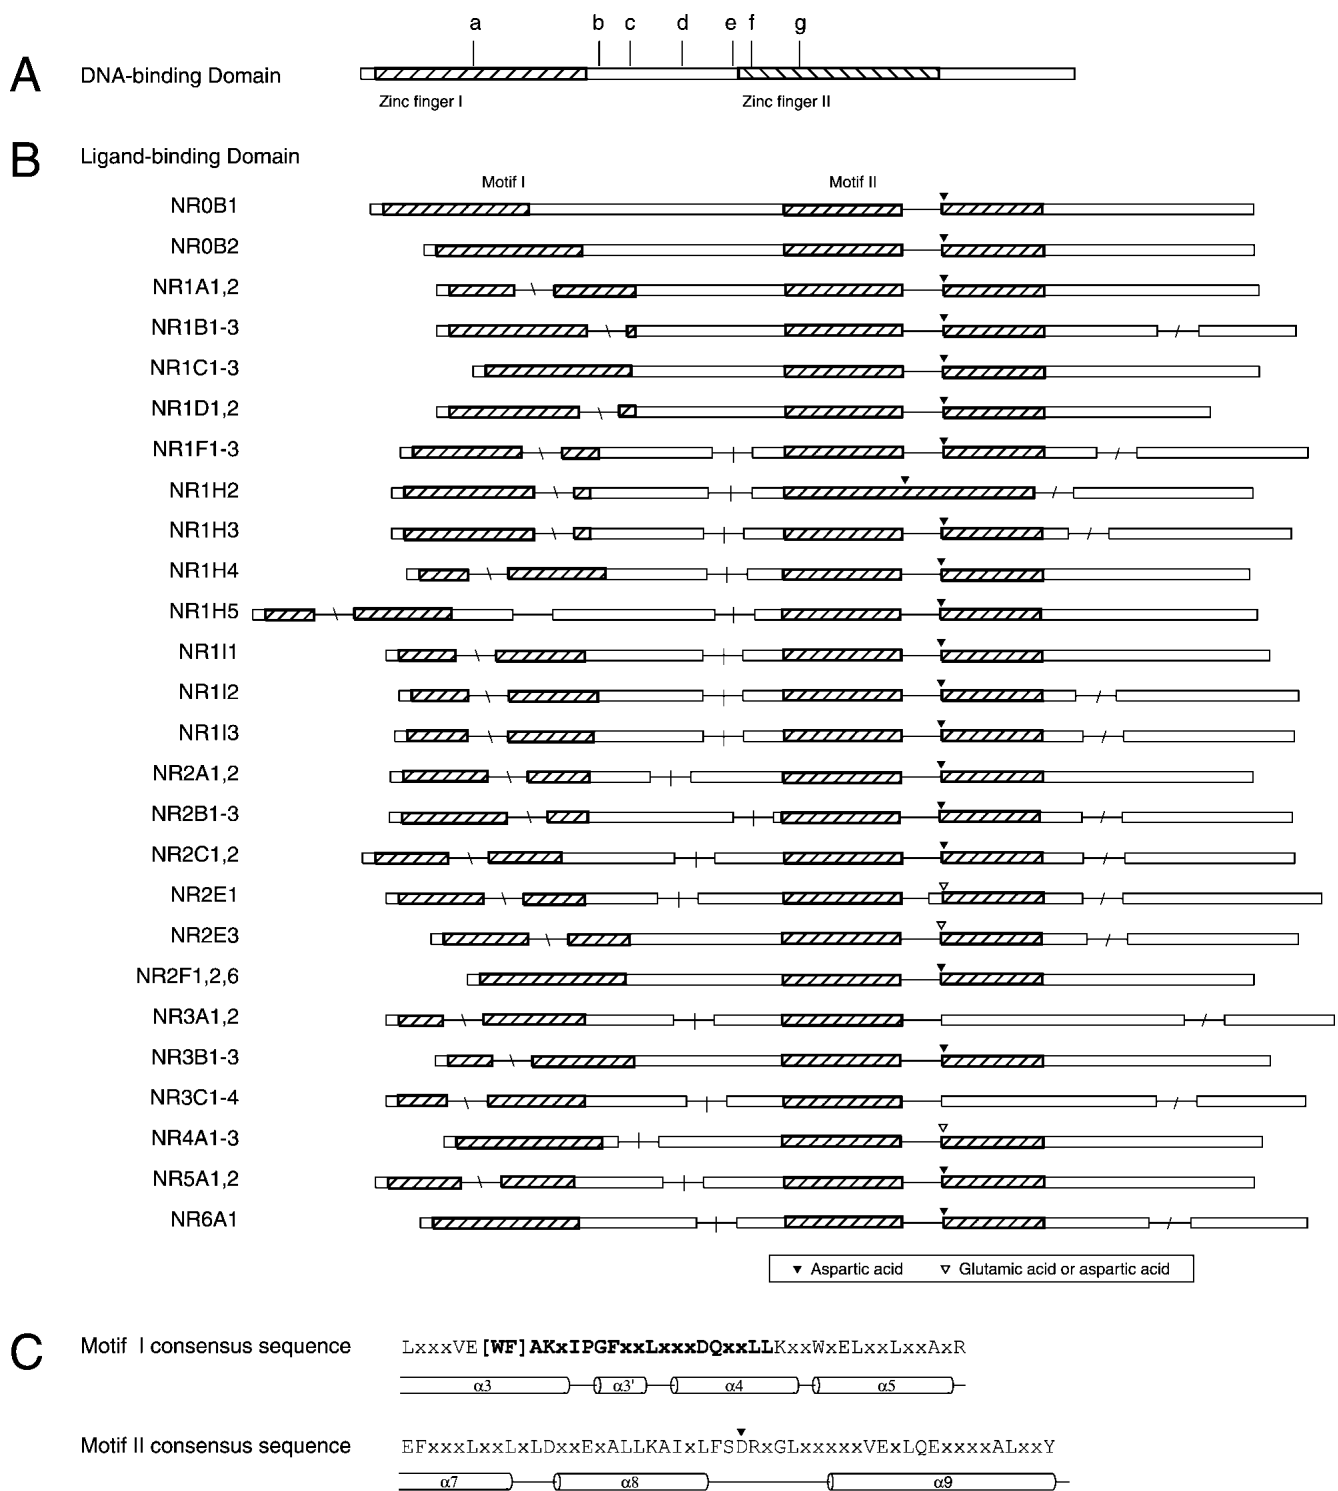 a b c d e f g
A DNA-binding Domain
Zinc finger I Zinc finger II
B Ligand-binding Domain
Motif I Motif II
NR0B1
NR0B2
NR1A1,2
NR1B1-3
NR1C1-3
NR1D1,2
NR1F1-3
NR1H2
NR1H3
NR1H4
NR1H5
NR1I1
NR1I2
NR1I3
NR2A1,2
NR2B1-3
NR2C1,2
NR2E1
NR2E3
NR2F1,2,6
NR3A1,2
NR3B1-3
NR3C1-4
NR4A1-3
NR5A1,2
NR6A1
▼ Aspartic acid ▽ Glutamic acid or aspartic acid
C Motif I consensus sequence LxxxVE[WF]AKxIPGFxxLxxxDQxxLLKxxWxELxxLxxAxR
α3 α3' α4 α5
Motif II consensus sequence EFxxxLxxLxLDxxExALLKAIxLFSDRxGLxxxxxVExLQExxxxALxxY
α7 α8 α9